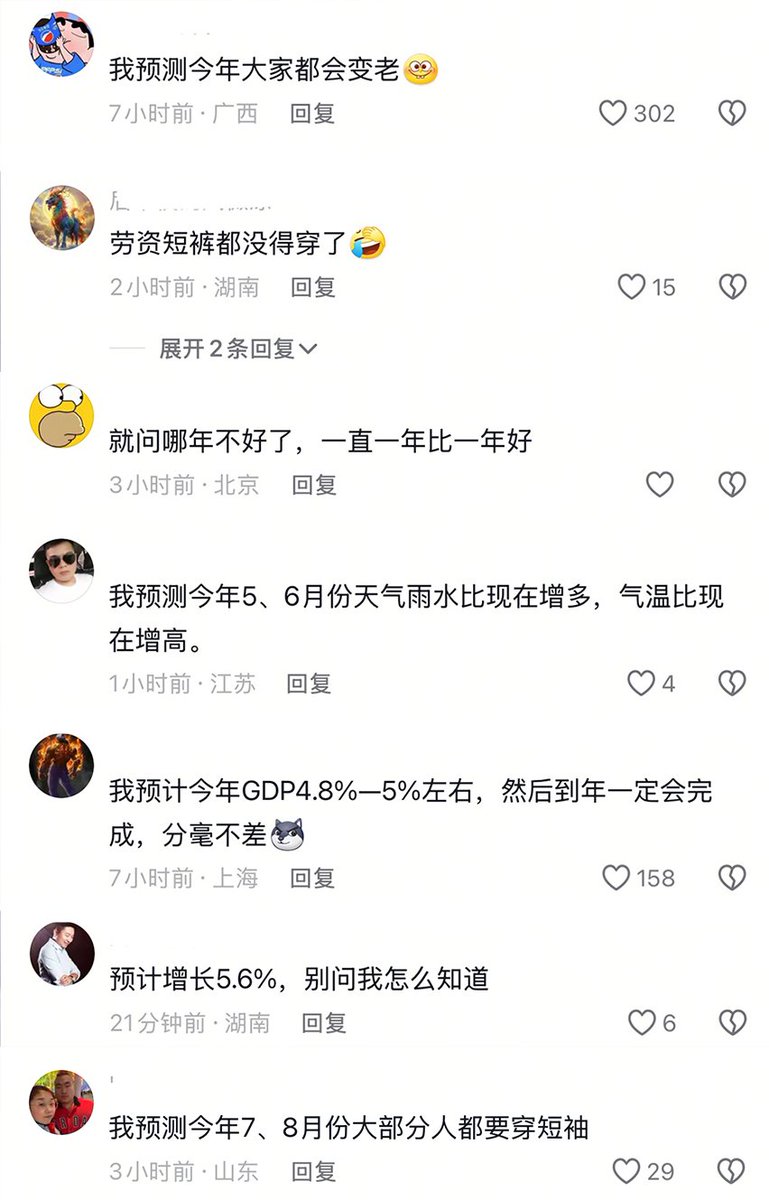 我预测今年大家都会变老
7小时前·广西 回复 302
劳资短裤都没得穿了
2小时前·湖南 回复 15
展开2条回复
就问哪年不好了，一直一年比一年好
3小时前·北京 回复
我预测今年5、6月份天气雨水比现在增多，气温比现
在增高。
1小时前·江苏 回复 4
我预计今年GDP4.8%—5%左右，然后到年一定会完
成，分毫不差
7小时前·上海 回复 158
预计增长5.6%，别问我怎么知道
21分钟前·湖南 回复 6
我预测今年7、8月份大部分人都要穿短袖
3小时前·山东 回复 29